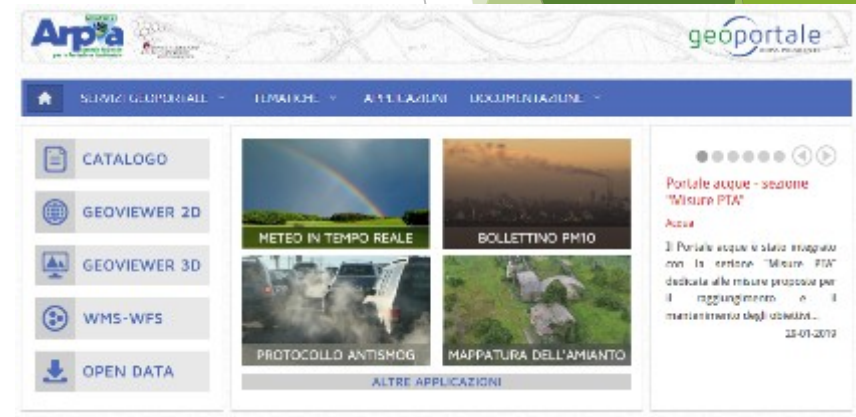 Arpa
geoportale
SERVIZI GEOPORTALE
TEMATICHE
APPLICAZIONI
DOCUMENTAZIONE
CATALOGO
GEOVIEWER 2D
GEOVIEWER 3D
WMS-WFS
OPEN DATA
METEO IN TEMPO REALE
BOLLETTINO PM10
PROTOCOLLO ANTISMOG
MAPPATURA DELL'AMIANTO
ALTRE APPLICAZIONI
Portale acque - sezione
"Misure PTA"
Acqua
Il Portale acque è stato integrato
con la sezione "Misure PTA"
dedicata alle misure proposte per
il raggiungimento e il
mantenimento degli obiettivi...
-01-2019